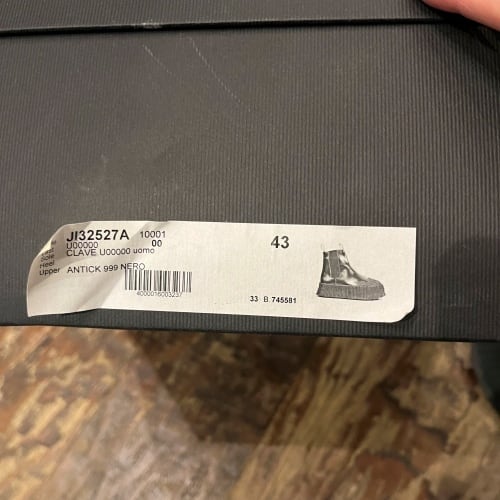 JI32527A 10001
U00000 00
Sole CLAVE U00000 uomo
Heel
Upper ANTICK 999 NERO
4000016003237
43
33 B. 745581